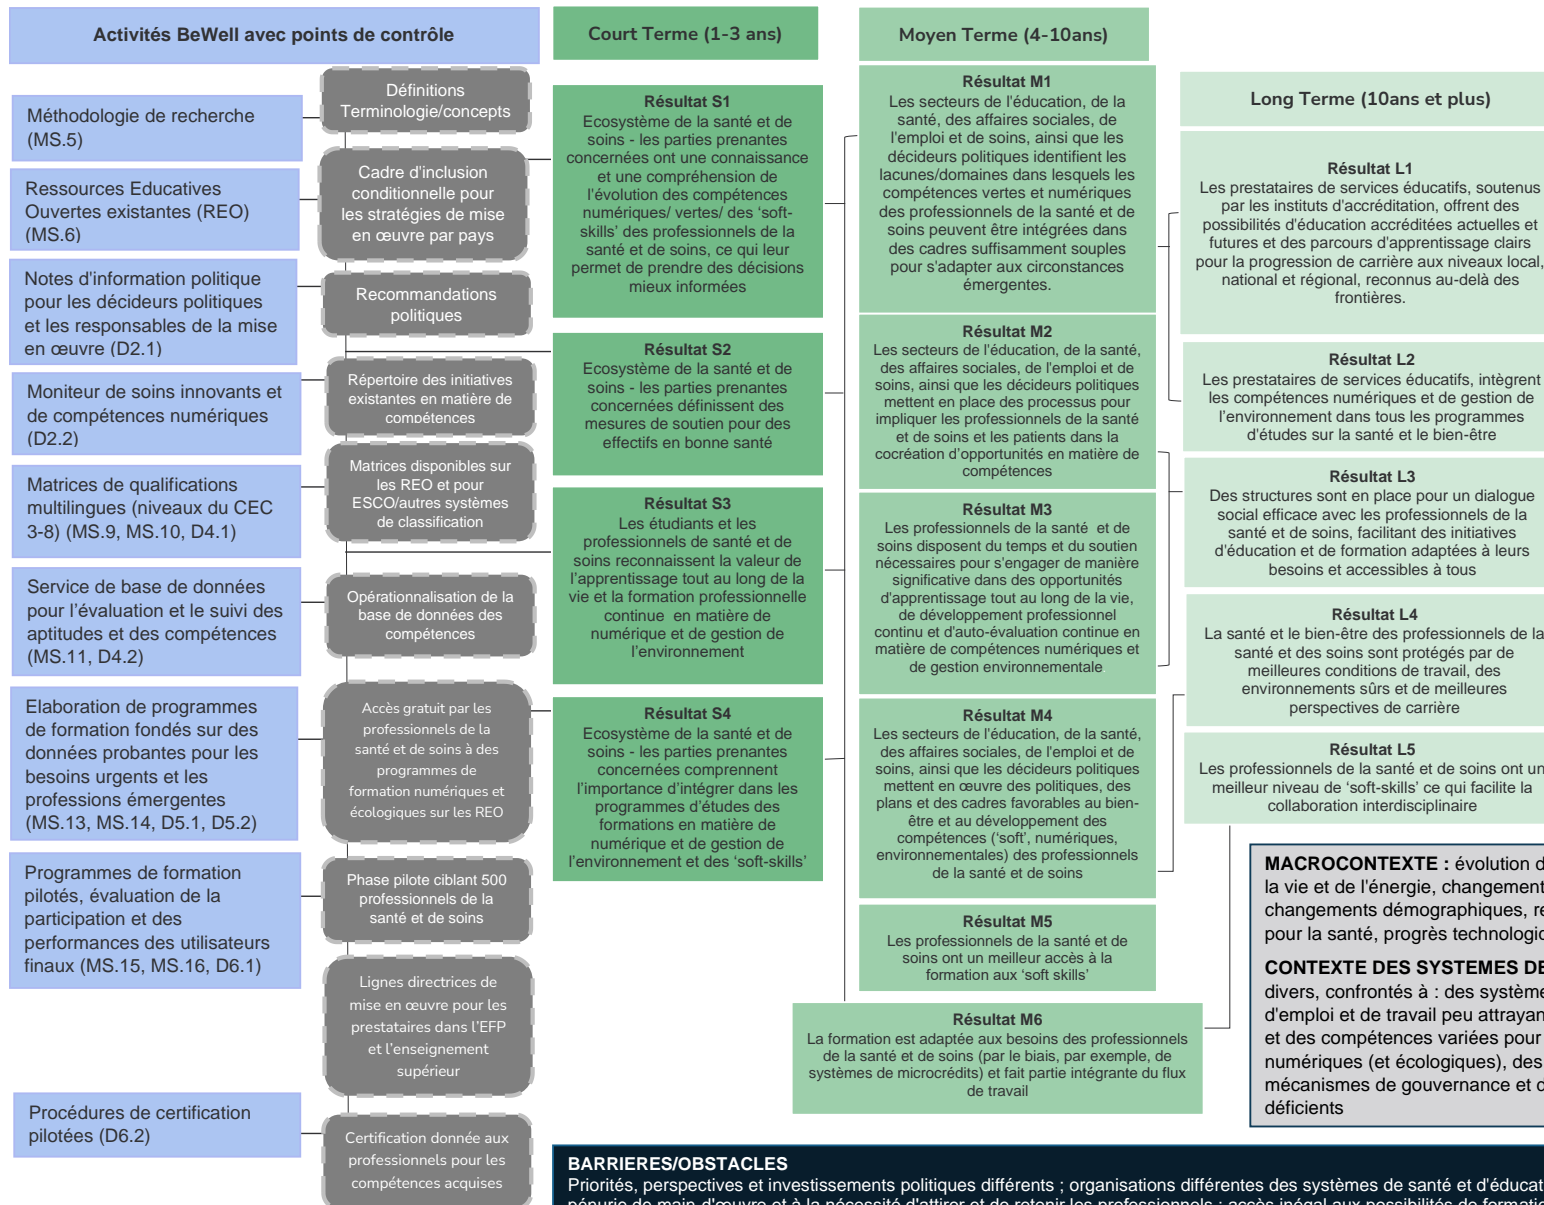 Activités BeWell avec points de contrôle
Méthodologie de recherche
(MS.5)
Ressources Educatives
Ouvertes existantes (REO)
(MS.6)
Notes d'information politique
pour les décideurs politiques
et les responsables de la mise
en œuvre (D2.1)
Moniteur de soins innovants et
de compétences numériques
(D2.2)
Matrices de qualifications
multilingues (niveaux du CEC
3-8) (MS.9, MS.10, D4.1)
Service de base de données
pour l'évaluation et le suivi des
aptitudes et des compétences
(MS.11, D4.2)
Elaboration de programmes
de formation fondés sur des
données probantes pour les
besoins urgents et les
professions émergentes
(MS.13, MS.14, D5.1, D5.2)
Programmes de formation
pilotés, évaluation de la
participation et des
performances des utilisateurs
finaux (MS.15, MS.16, D6.1)
Procédures de certification
pilotées (D6.2)
Définitions
Terminologie/concepts
Cadre d'inclusion
conditionnelle pour
les stratégies de mise
en œuvre par pays
Recommandations
politiques
Répertoire des initiatives
existantes en matière de
compétences
Matrices disponibles sur
les REO et pour
ESCO/autres systèmes
de classification
Opérationnalisation de la
base de données des
compétences
Accès gratuit par les
professionnels de la
santé et de soins à des
programmes de
formation numériques et
écologiques sur les REO
Phase pilote ciblant 500
professionnels de la
santé et de soins
Lignes directrices de
mise en œuvre pour les
prestataires dans l'EFP
et l'enseignement
supérieur
Certification donnée aux
professionnels pour les
compétences acquises
Court Terme (1-3 ans)
Résultat S1
Ecosystème de la santé et de
soins - les parties prenantes
concernées ont une connaissance
et une compréhension de
l'évolution des compétences
numériques/ vertes/ des 'soft-
skills' des professionnels de la
santé et de soins, ce qui leur
permet de prendre des décisions
mieux informées
Résultat S2
Ecosystème de la santé et de
soins - les parties prenantes
concernées définissent des
mesures de soutien pour des
effectifs en bonne santé
Résultat S3
Les étudiants et les
professionnels de santé et de
soins reconnaissent la valeur de
l'apprentissage tout au long de la
vie et la formation professionnelle
continue en matière de
numérique et de gestion de
l'environnement
Résultat S4
Ecosystème de la santé et de
soins - les parties prenantes
concernées comprennent
l'importance d'intégrer dans les
programmes d'études des
formations en matière de
numérique et de gestion de
l'environnement et des 'soft-skills'
Moyen Terme (4-10ans)
Résultat M1
Les secteurs de l'éducation, de la
santé, des affaires sociales, de
l'emploi et de soins, ainsi que les
décideurs politiques identifient les
lacunes/domaines dans lesquels les
compétences vertes et numériques
des professionnels de la santé et de
soins peuvent être intégrées dans
des cadres suffisamment souples
pour s'adapter aux circonstances
émergentes.
Résultat M2
Les secteurs de l'éducation, de la santé,
des affaires sociales, de l'emploi et de
soins, ainsi que les décideurs politiques
mettent en place des processus pour
impliquer les professionnels de la santé
et de soins et les patients dans la
cocréation d'opportunités en matière de
compétences
Résultat M3
Les professionnels de la santé et de
soins disposent du temps et du soutien
nécessaires pour s'engager de manière
significative dans des opportunités
d'apprentissage tout au long de la vie,
de développement professionnel
continu et d'auto-évaluation continue en
matière de compétences numériques et
de gestion environnementale
Résultat M4
Les secteurs de l'éducation, de la santé,
des affaires sociales, de l'emploi et de
soins, ainsi que les décideurs politiques
mettent en œuvre des politiques, des
plans et des cadres favorables au bien-
être et au développement des
compétences ('soft', numériques,
environnementales) des professionnels
de la santé et de soins
Résultat M5
Les professionnels de la santé et de
soins ont un meilleur accès à la
formation aux 'soft skills'
Résultat M6
La formation est adaptée aux besoins des professionnels
de la santé et de soins (par le biais, par exemple, de
systèmes de microcrédits) et fait partie intégrante du flux
de travail
Long Terme (10ans et plus)
Résultat L1
Les prestataires de services éducatifs, soutenus
par les instituts d'accréditation, offrent des
possibilités d'éducation accréditées actuelles et
futures et des parcours d'apprentissage clairs
pour la progression de carrière aux niveaux local,
national et régional, reconnus au-delà des
frontières.
Résultat L2
Les prestataires de services éducatifs, intègrent
les compétences numériques et de gestion de
l'environnement dans tous les programmes
d'études sur la santé et le bien-être
Résultat L3
Des structures sont en place pour un dialogue
social efficace avec les professionnels de la
santé et de soins, facilitant des initiatives
d'éducation et de formation adaptées à leurs
besoins et accessibles à tous
Résultat L4
La santé et le bien-être des professionnels de la
santé et des soins sont protégés par de
meilleures conditions de travail, des
environnements sûrs et de meilleures
perspectives de carrière
Résultat L5
Les professionnels de la santé et de soins ont un
meilleur niveau de 'soft-skills' ce qui facilite la
collaboration interdisciplinaire
MACROCONTEXTE : évolution
la vie et de l'énergie, changement
changements démographiques,
pour la santé, progrès
CONTEXTE DES SYSTEMES
divers, confrontés à : des
d'emploi et de travail peu
et des compétences variées pour
numériques (et écologiques), des
mécanismes de gouvernance et
déficients
BARRIERES/OBSTACLES
Priorités, perspectives et investissements politiques différents ; organisations différentes des systèmes de santé et
pénurie de main-d'œuvre et à la nécessité d'attirer et de retenir les professionnels ; accès inégal aux possibilités de